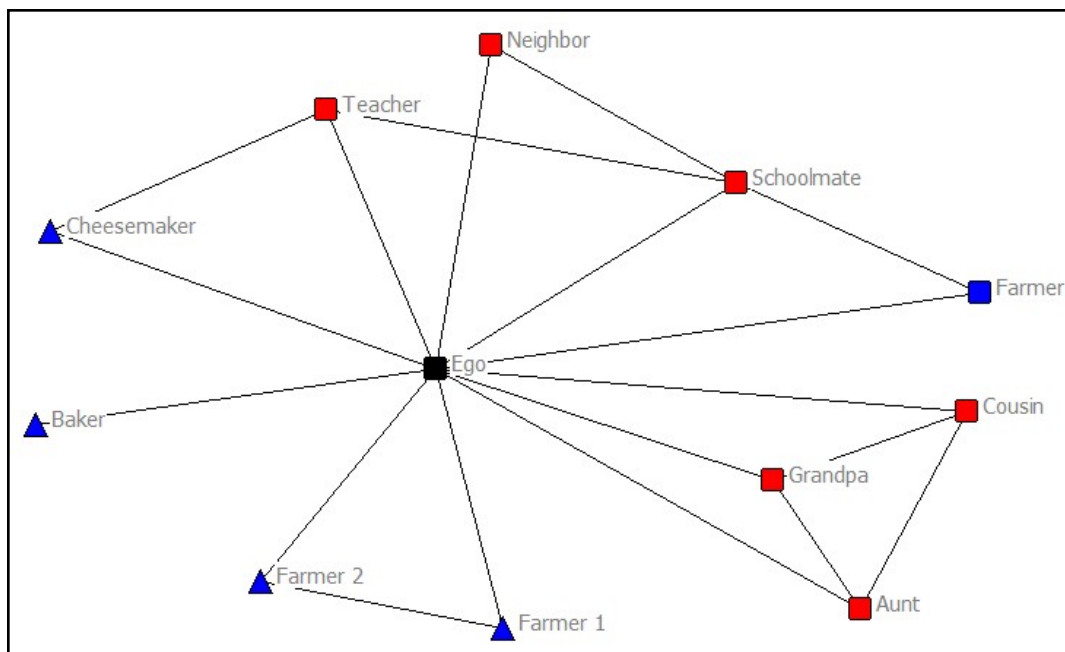 Neighbor
Teacher
Schoolmate
Cheesemaker
Farmer
Ego
Cousin
Baker
Grandpa
Farmer 2
Aunt
Farmer 1